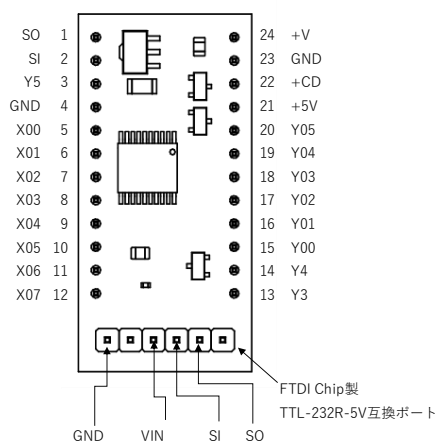 SO 1 24 +V
SI 2 23 GND
Y5 3 22 +CD
GND 4 21 +5V
X00 5 20 Y05
X01 6 19 Y04
X02 7 18 Y03
X03 8 17 Y02
X04 9 16 Y01
X05 10 15 Y00
X06 11 14 Y4
X07 12 13 Y3
FTDI Chip製
TTL-232R-5V互換ポート
GND VIN SI SO